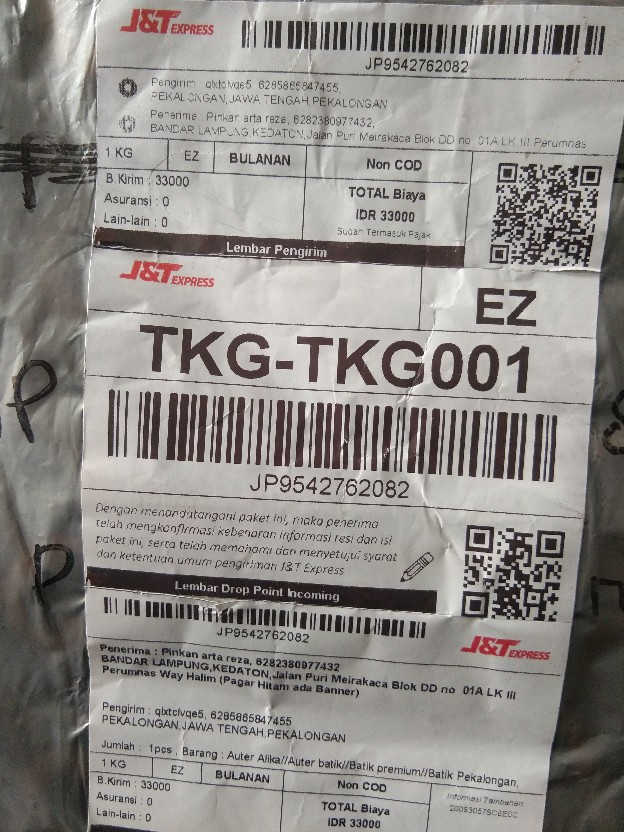 J&T EXPRESS
JP9542762082
Pengirim : qlxtclvqe5, 6285865847455,
PEKALONGAN,JAWA TENGAH,PEKALONGAN
Penerima : Pinkan arta reza, 6282380977432,
BANDAR LAMPUNG,KEDATON,Jalan Puri Meirakaca Blok DD no 01A LK III Perumnas
1 KG EZ BULANAN Non COD
B.Kirim : 33000
Asuransi : 0
Lain-lain : 0
TOTAL Biaya
IDR 33000
Sudah Termasuk Pajak
Lembar Pengirim
J&T EXPRESS
EZ
TKG-TKG001
JP9542762082
Dengan menandatangani paket ini, maka penerima
telah mengkonfirmasi kebenaran informasi resi dan isi
paket ini, serta telah memahami dan menyetujui syarat
dan ketentuan umum pengiriman J&T Express
Lembar Drop Point Incoming
JP9542762082
J&T EXPRESS
Penerima : Pinkan arta reza, 6282380977432
BANDAR LAMPUNG,KEDATON,Jalan Puri Meirakaca Blok DD no 01A LK III
Perumnas Way Halim (Pagar Hitam ada Banner)
Pengirim : qlxtclvqe5, 6285865847455
PEKALONGAN,JAWA TENGAH,PEKALONGAN
Jumlah : 1pcs , Barang : Auter Alika//Auter batik//Batik premium//Batik Pekalongan,
1 KG EZ BULANAN Non COD
B.Kirim : 33000
Asuransi : 0
Lain-lain : 0
TOTAL Biaya
IDR 33000
Informasi Tambahan
P
P